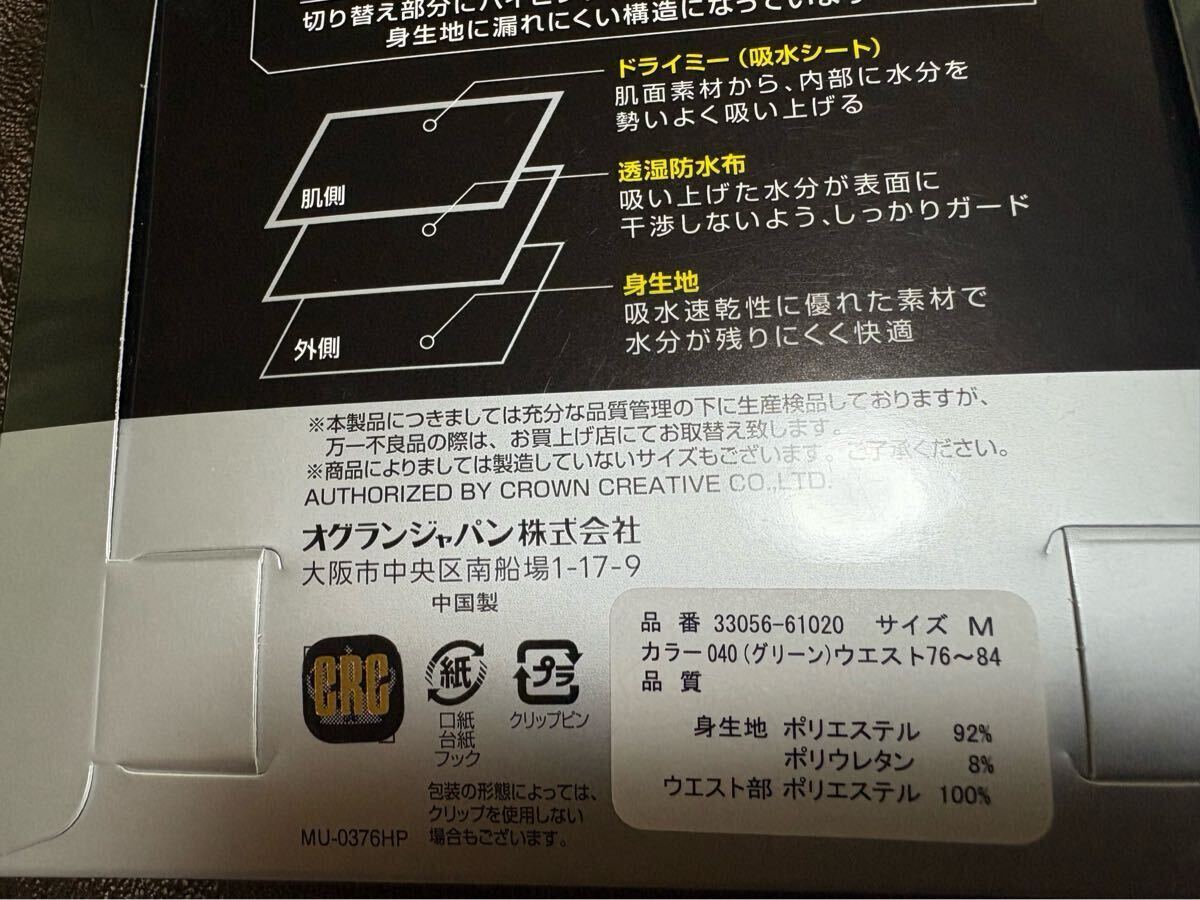 切り替え部分に
身生地に漏れにくい構造になっていま
ドライミー(吸水シート)
肌面素材から、内部に水分を
勢いよく吸い上げる
肌側
透湿防水布
吸い上げた水分が表面に
干渉しないよう、しっかりガード
身生地
吸水速乾性に優れた素材で
水分が残りにくく快適
外側
※本製品につきましては充分な品質管理の下に生産検品しておりますが、
万一不良品の際は、お買上げ店にてお取替え致します。
※商品によりましては製造していないサイズもございます。ご了承ください。
AUTHORIZED BY CROWN CREATIVE CO.,LTD.
オグランジャパン株式会社
大阪市中央区南船場1-17-9
中国製
CRC
紙
口紙
台紙
フック
プラ
クリップピン
包装の形態によっては、
クリップを使用しない
場合もございます。
MU-0376HP
品 番 33056-61020 サイズ M
カラー040(グリーン)ウエスト76～84
品 質
身生地 ポリエステル 92%
ポリウレタン 8%
ウエスト部 ポリエステル 100%